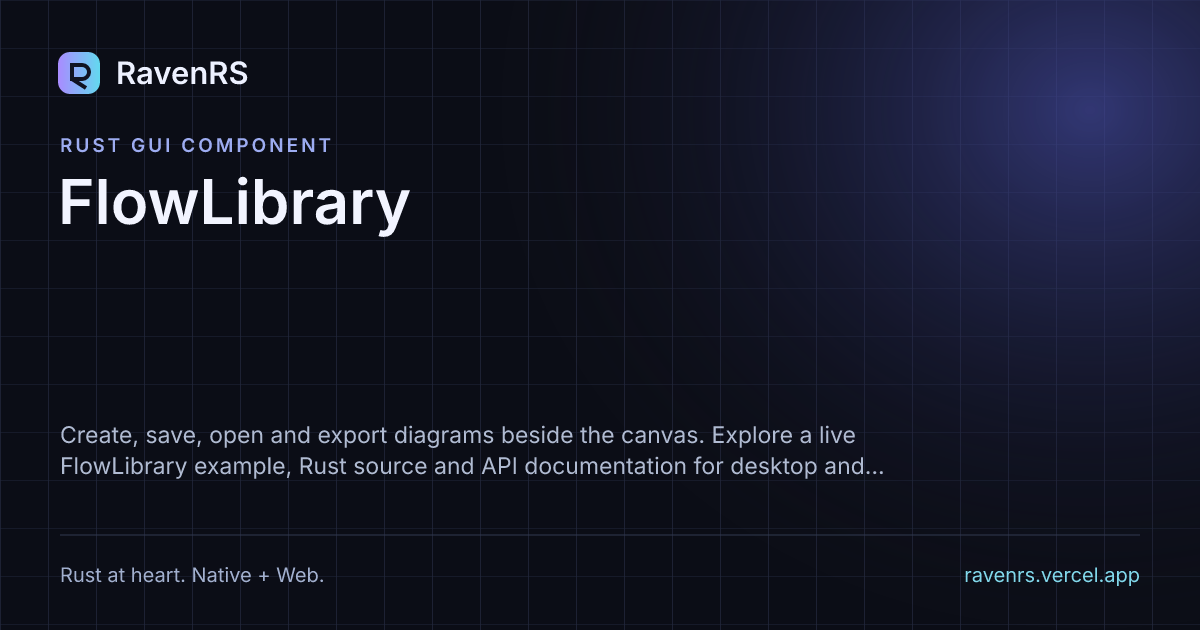 RavenRS
RUST GUI COMPONENT
FlowLibrary
Create, save, open and export diagrams beside the canvas. Explore a live
FlowLibrary example, Rust source and API documentation for desktop and...
Rust at heart. Native + Web.
ravenrs.vercel.app